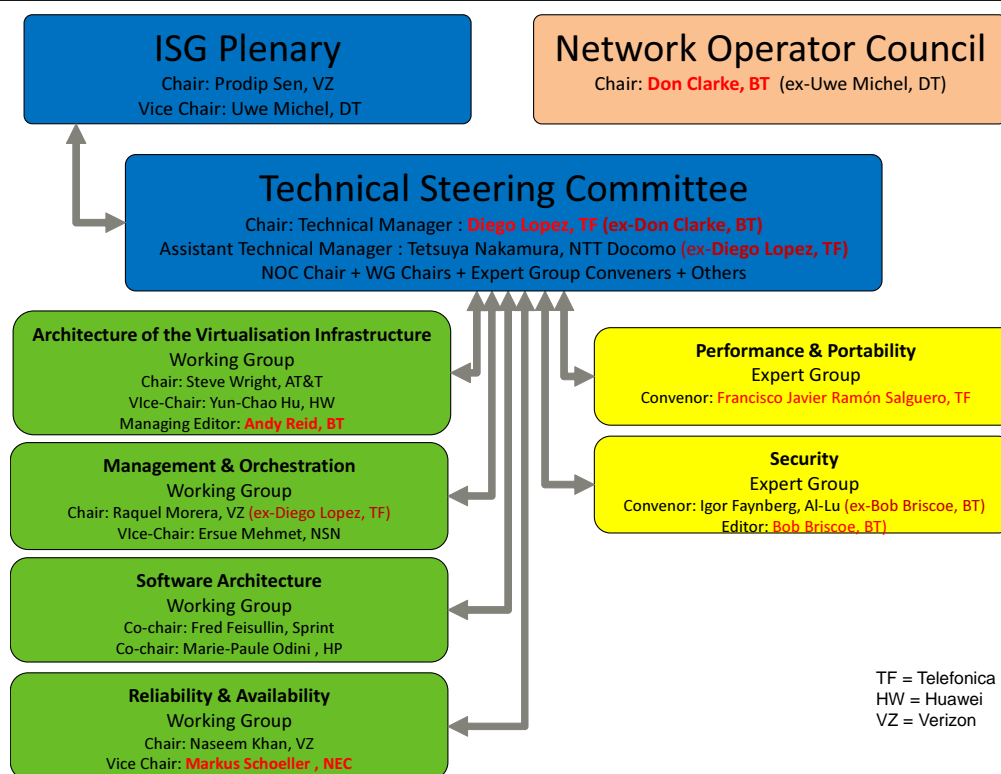 ISG Plenary
Chair: Prodip Sen, VZ
Vice Chair: Uwe Michel, DT
Network Operator Council
Chair: Don Clarke, BT (ex-Uwe Michel, DT)
Technical Steering Committee
Chair: Technical Manager : Diego Lopez, TF (ex-Don Clarke, BT)
Assistant Technical Manager : Tetsuya Nakamura, NTT Docomo (ex-Diego Lopez, TF)
NOC Chair + WG Chairs + Expert Group Conveners + Others
Architecture of the Virtualisation Infrastructure
Working Group
Chair: Steve Wright, AT&T
VIce-Chair: Yun-Chao Hu, HW
Managing Editor: Andy Reid, BT
Management & Orchestration
Working Group
Chair: Raquel Morera, VZ (ex-Diego Lopez, TF)
VIce-Chair: Ersue Mehmet, NSN
Software Architecture
Working Group
Co-chair: Fred Feisullin, Sprint
Co-chair: Marie-Paule Odini , HP
Reliability & Availability
Working Group
Chair: Naseem Khan, VZ
Vice Chair: Markus Schoeller , NEC
Performance & Portability
Expert Group
Convenor: Francisco Javier Ramón Salguero, TF
Security
Expert Group
Convenor: Igor Faynberg, Al-Lu (ex-Bob Briscoe, BT)
Editor: Bob Briscoe, BT)
TF = Telefonica
HW = Huawei
VZ = Verizon